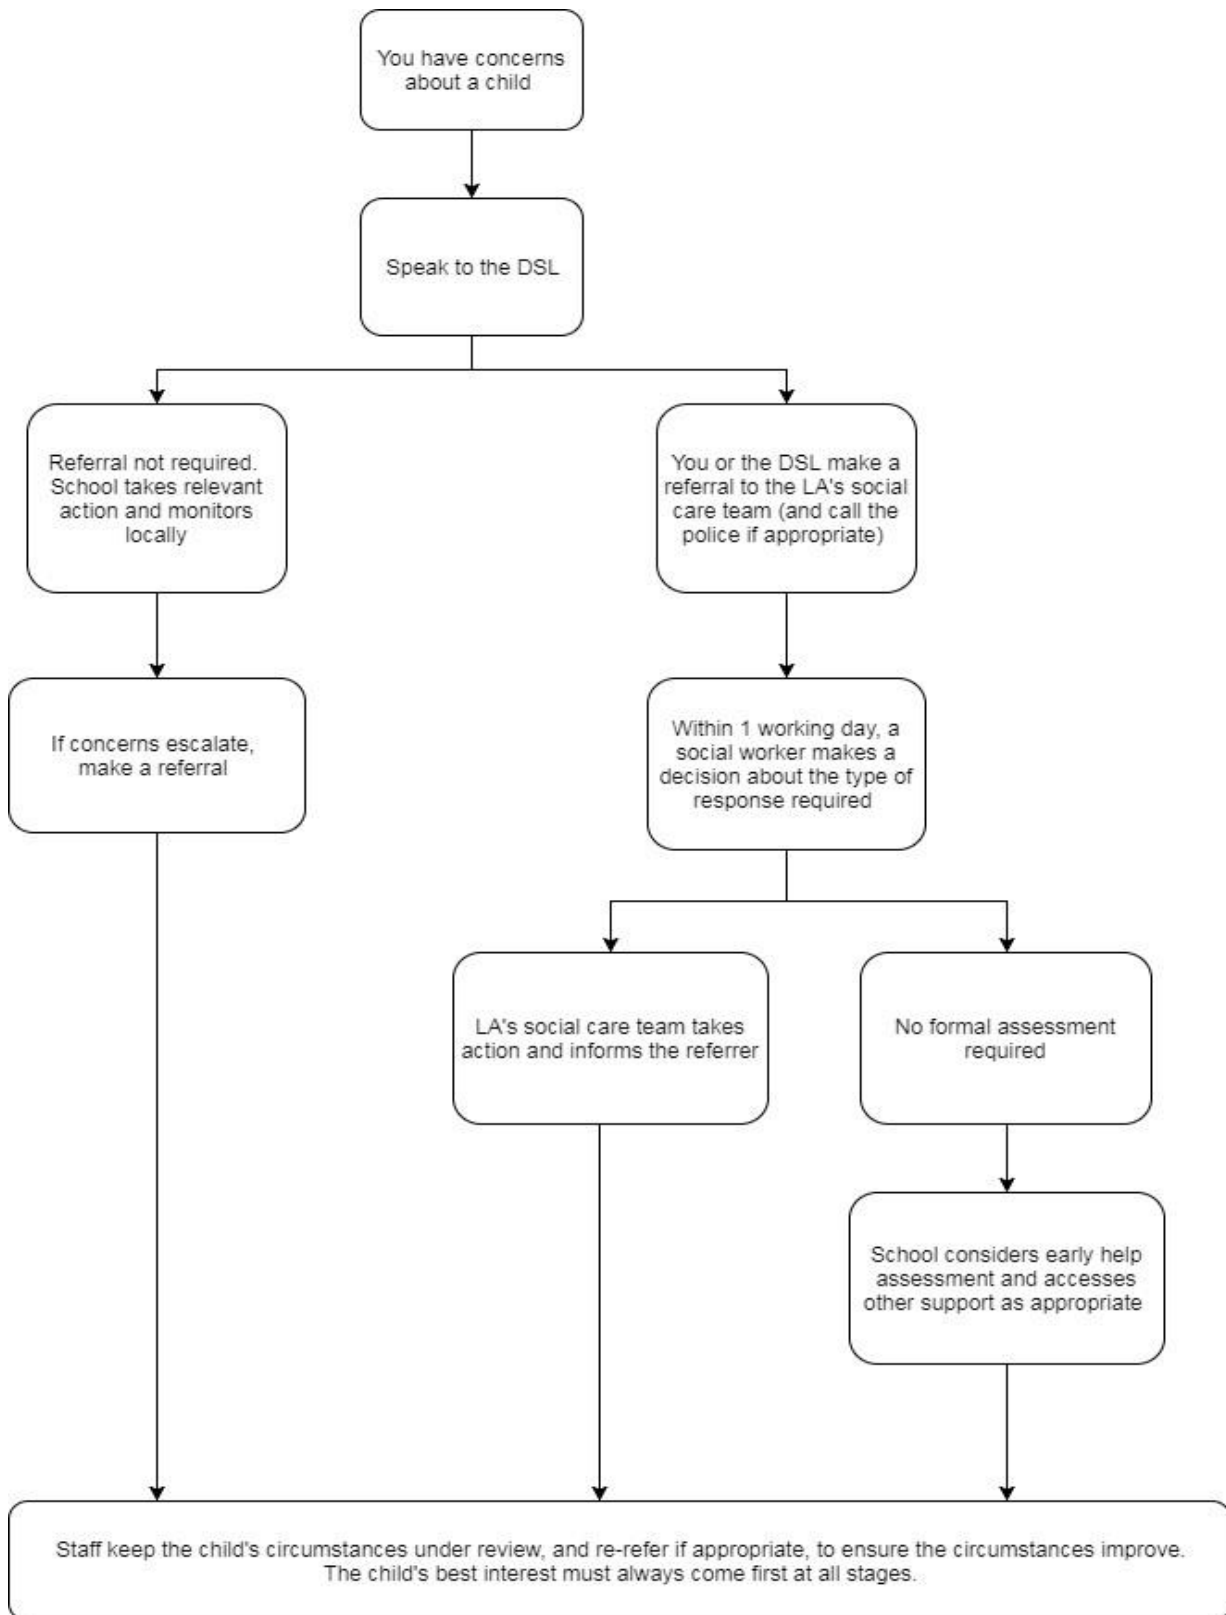 You have concerns
about a child
Speak to the DSL
Referral not required.
School takes relevant
action and monitors
locally
You or the DSL make a
referral to the LA's social
care team (and call the
police if appropriate)
If concerns escalate,
make a referral
Within 1 working day, a
social worker makes a
decision about the type of
response required
LA's social care team takes
action and informs the referrer
No formal assessment
required
School considers early help
assessment and accesses
other support as appropriate
Staff keep the child's circumstances under review, and re-refer if appropriate, to ensure the circumstances improve.
The child's best interest must always come first at all stages.